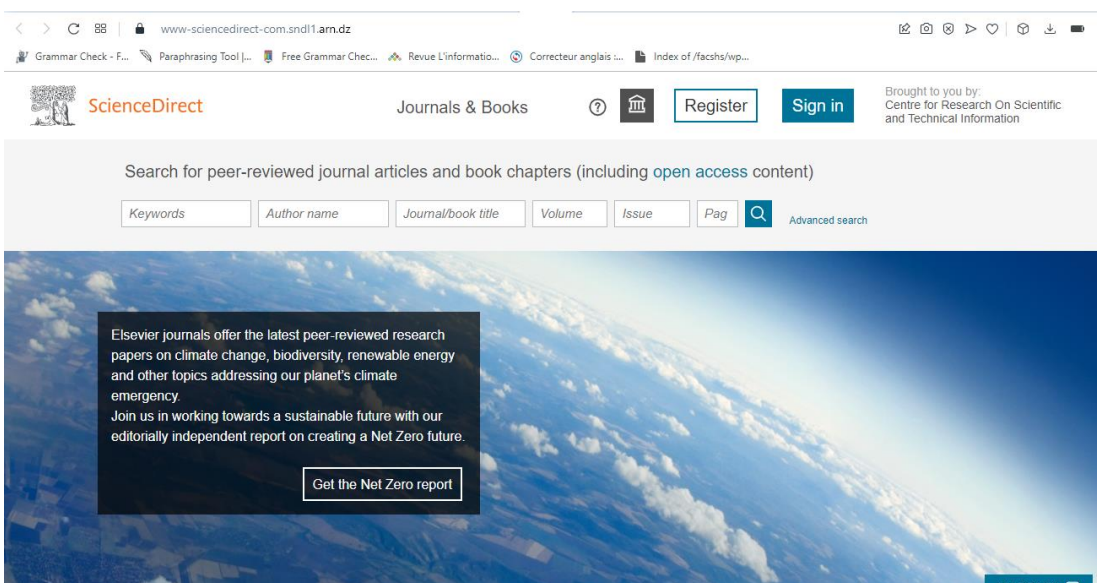 www-sciencedirect-com.sndl1.arn.dz
Grammar Check - F... Paraphrasing Tool |... Free Grammar Chec... Revue L'informatio... Correcteur anglais :... Index of /facshs/wp...
ScienceDirect Journals & Books ? Register Sign in
Brought to you by:
Centre for Research On Scientific
and Technical Information
Search for peer-reviewed journal articles and book chapters (including open access content)
Keywords Author name Journal/book title Volume Issue Pag Advanced search
Elsevier journals offer the latest peer-reviewed research
papers on climate change, biodiversity, renewable energy
and other topics addressing our planet's climate
emergency.
Join us in working towards a sustainable future with our
editorially independent report on creating a Net Zero future.
Get the Net Zero report